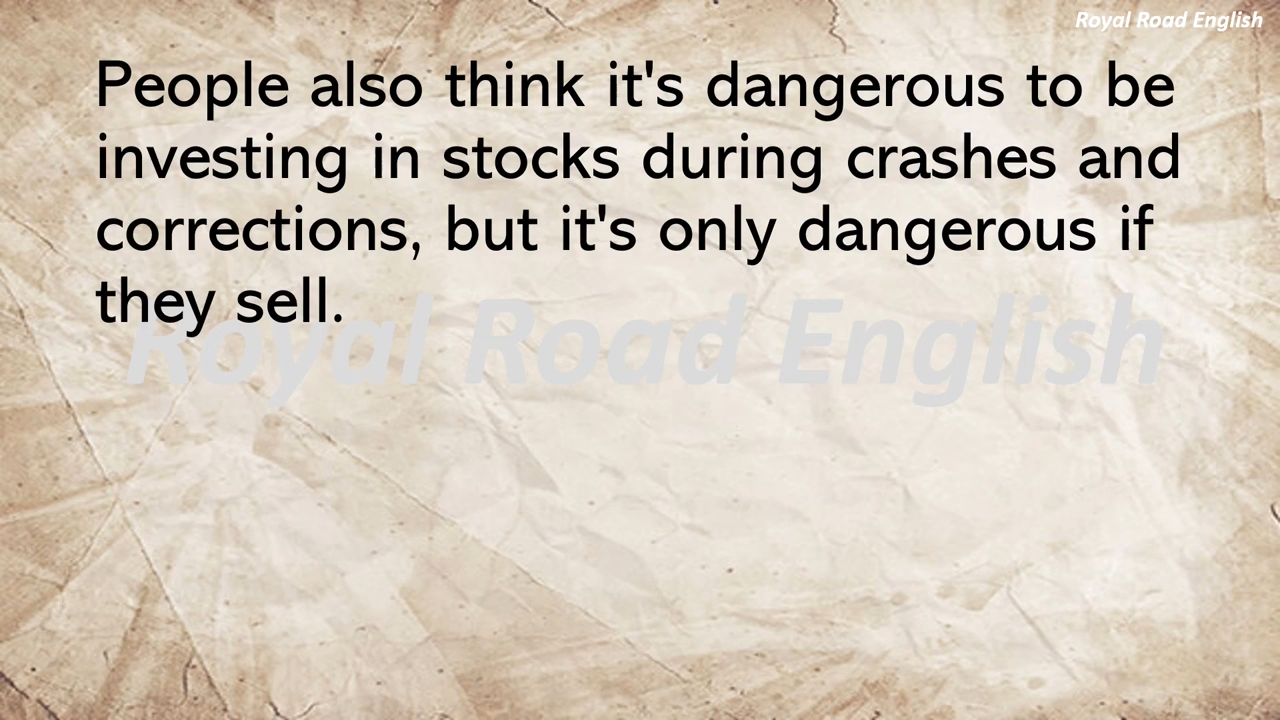 Royal Road English
People also think it's dangerous to be
investing in stocks during crashes and
corrections, but it's only dangerous if
they sell.
Royal Road English